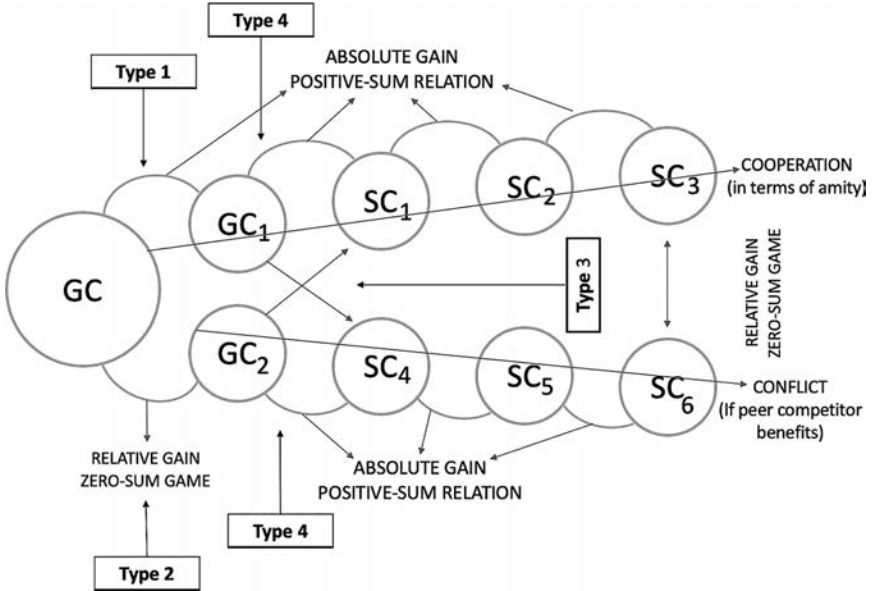 Type 4
Type 1
ABSOLUTE GAIN
POSITIVE-SUM RELATION
GC
GC1
SC1
SC2
SC3
COOPERATION
(in terms of amity)
Type 3
RELATIVE GAIN
ZERO-SUM GAME
GC2
SC4
SC5
SC6
CONFLICT
(If peer competitor
benefits)
RELATIVE GAIN
ZERO-SUM GAME
ABSOLUTE GAIN
POSITIVE-SUM RELATION
Type 4
Type 2